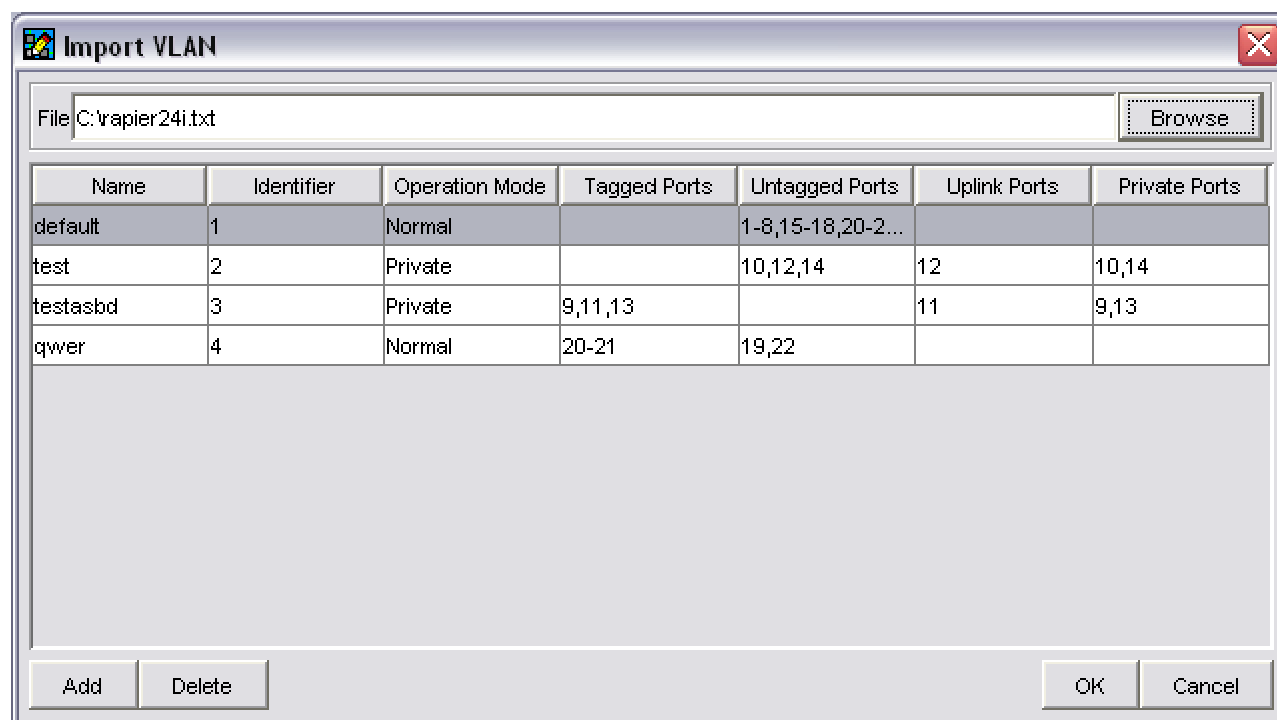 Import VLAN
File C:\rapier24i.txt Browse
Name Identifier Operation Mode Tagged Ports Untagged Ports Uplink Ports Private Ports
default 1 Normal 1-8,15-18,20-2...
test 2 Private 10,12,14 12 10,14
testasbd 3 Private 9,11,13 11 9,13
qwer 4 Normal 20-21 19,22
Add Delete OK Cancel